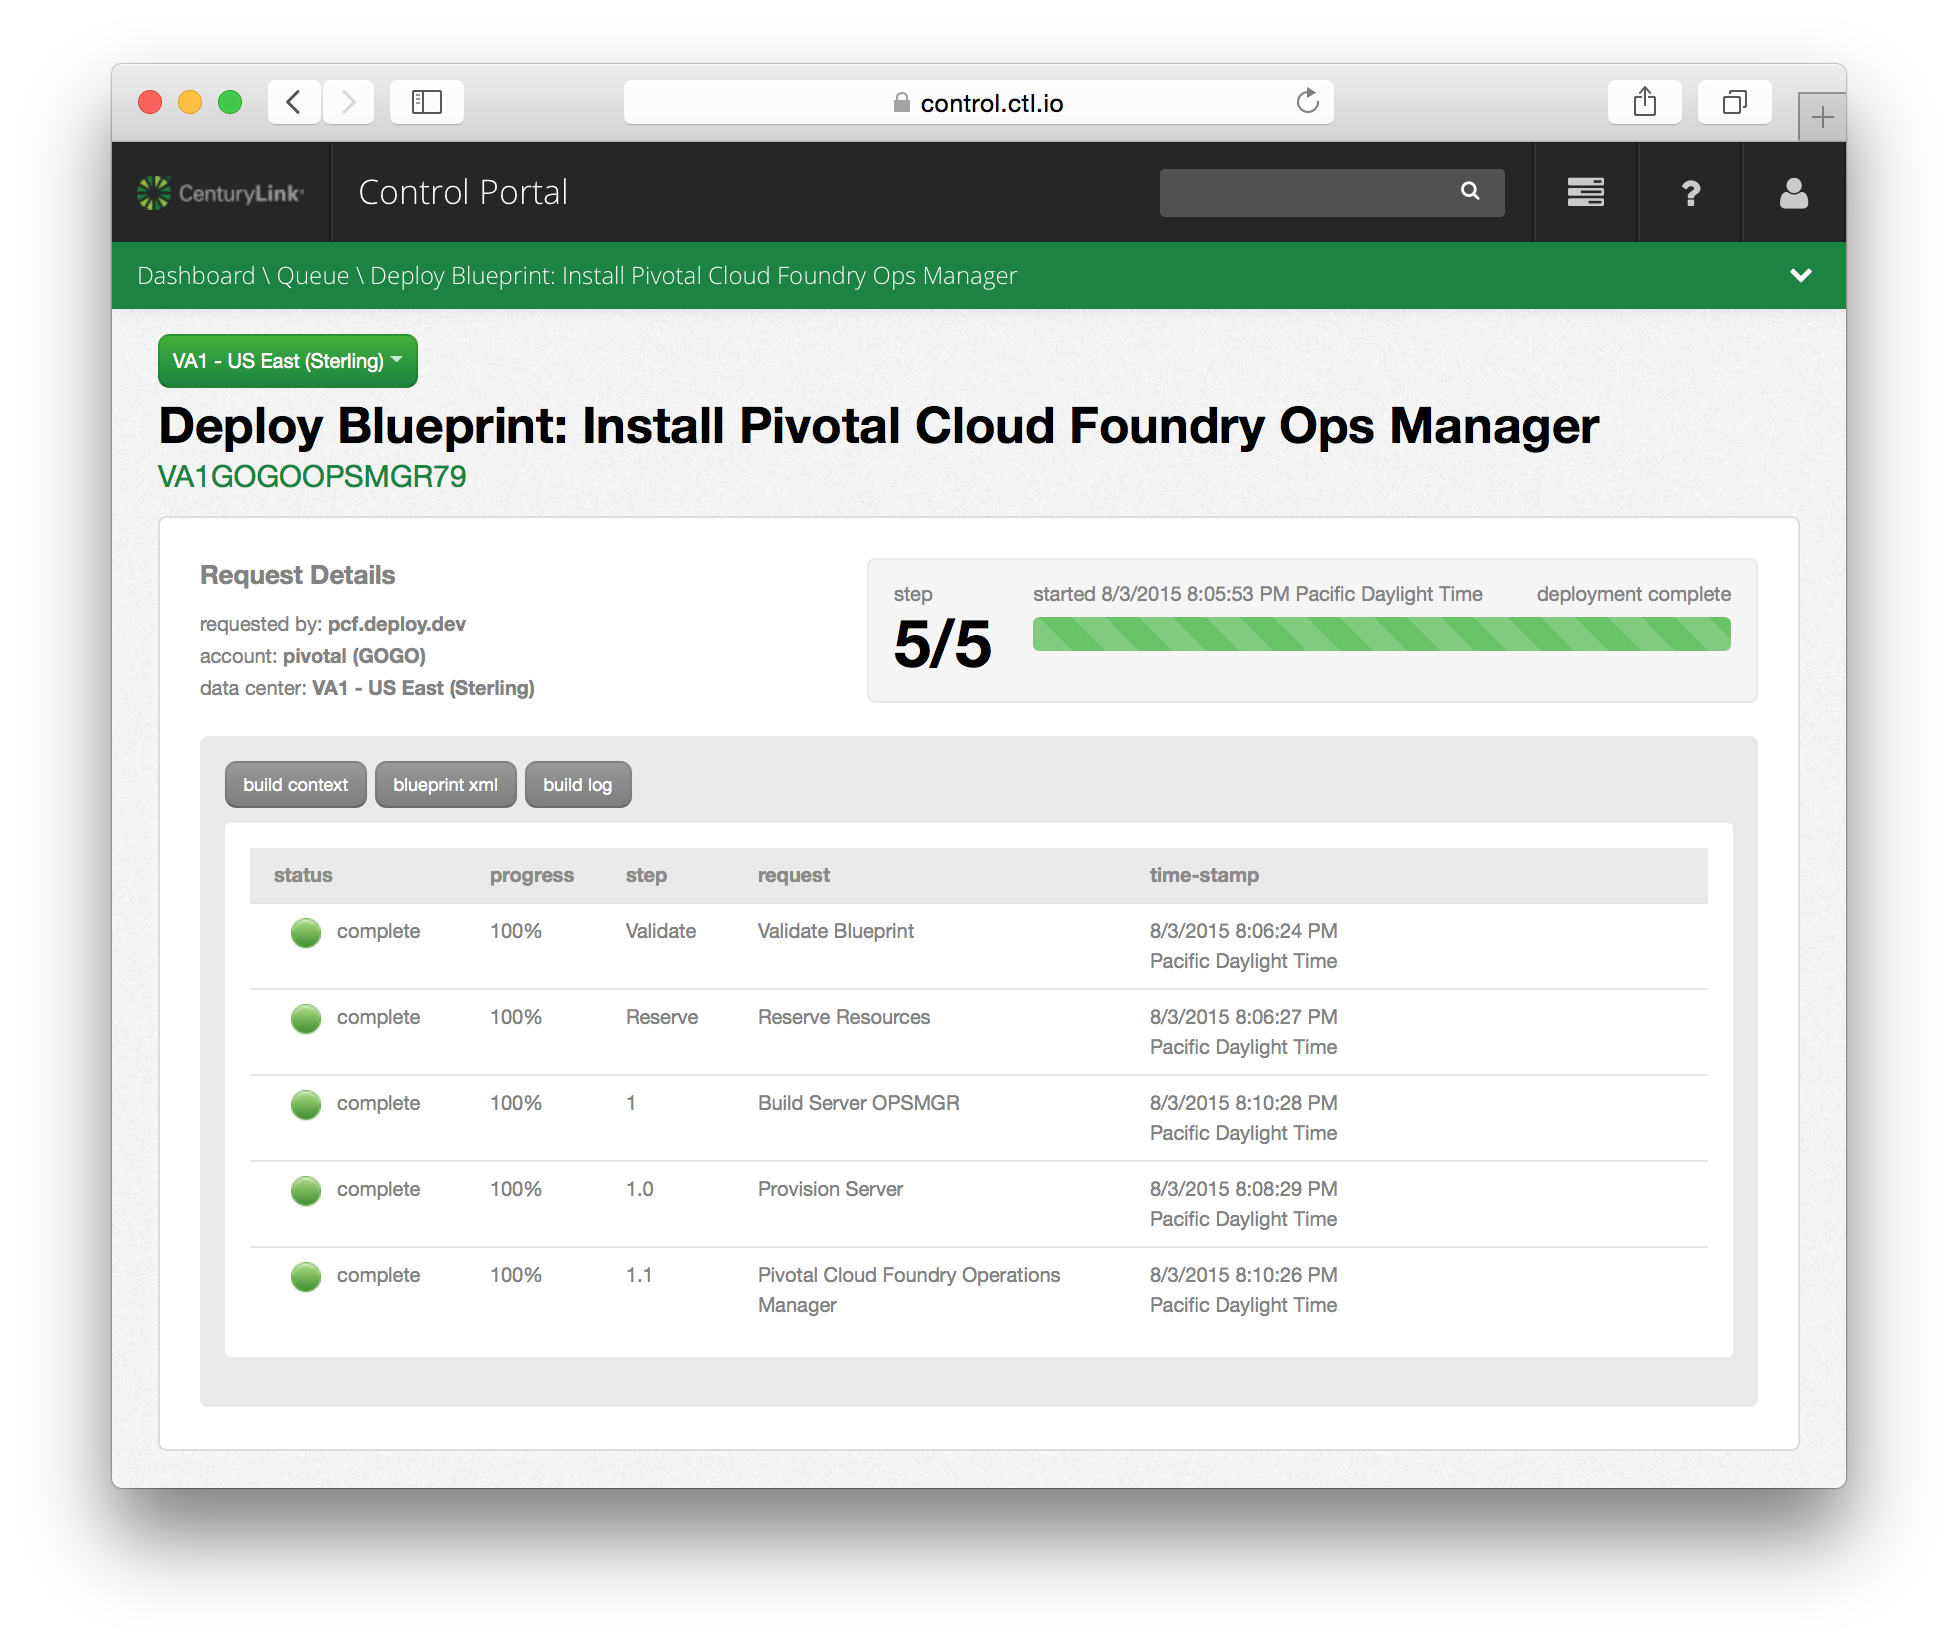 control.ctl.io
CenturyLink
Control Portal
?
Dashboard \ Queue \ Deploy Blueprint: Install Pivotal Cloud Foundry Ops Manager
VA1 - US East (Sterling)
Deploy Blueprint: Install Pivotal Cloud Foundry Ops Manager
VA1GOGOOPSMGR79
Request Details
requested by: pcf.deploy.dev
account: pivotal (GOGO)
data center: VA1 - US East (Sterling)
step started 8/3/2015 8:05:53 PM Pacific Daylight Time deployment complete
5/5
build context blueprint xml build log
status progress step request time-stamp
complete 100% Validate Validate Blueprint 8/3/2015 8:06:24 PM
Pacific Daylight Time
complete 100% Reserve Reserve Resources 8/3/2015 8:06:27 PM
Pacific Daylight Time
complete 100% 1 Build Server OPSMGR 8/3/2015 8:10:28 PM
Pacific Daylight Time
complete 100% 1.0 Provision Server 8/3/2015 8:08:29 PM
Pacific Daylight Time
complete 100% 1.1 Pivotal Cloud Foundry Operations 8/3/2015 8:10:26 PM
Manager Pacific Daylight Time